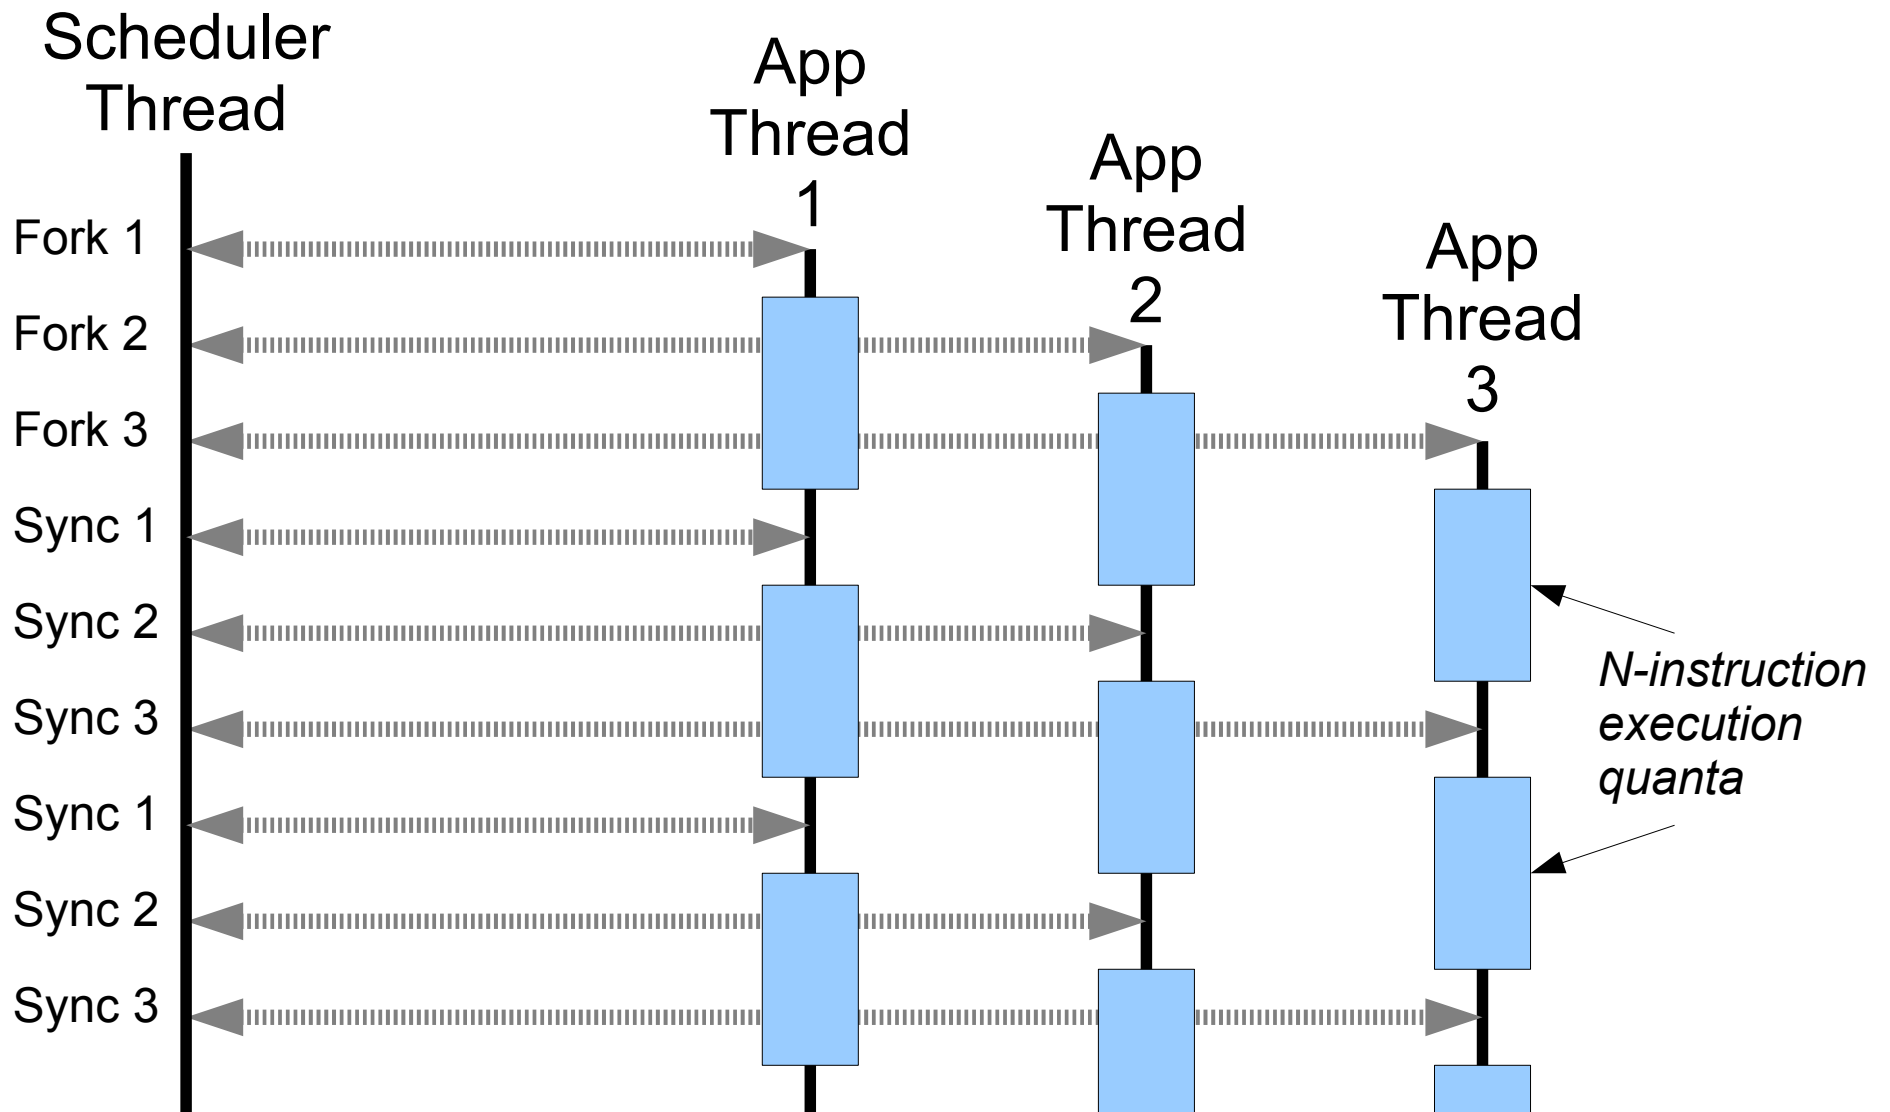 Scheduler
Thread
App
Thread
1
App
Thread
2
App
Thread
3
Fork 1
Fork 2
Fork 3
Sync 1
Sync 2
Sync 3
Sync 1
Sync 2
Sync 3
N-instruction
execution
quanta